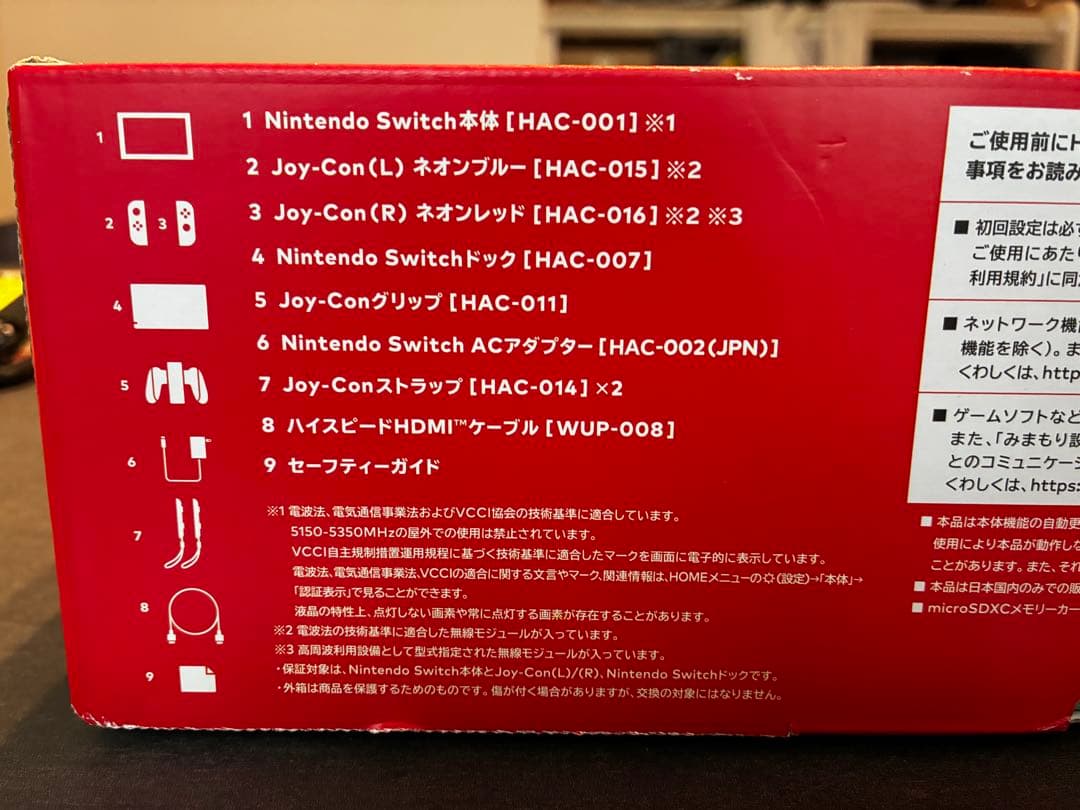 1 Nintendo Switch本体［HAC-001］※1
2 Joy-Con（L） ネオンブルー［HAC-015］※2
3 Joy-Con（R） ネオンレッド［HAC-016］※2 ※3
4 Nintendo Switchドック［HAC-007］
5 Joy-Conグリップ［HAC-011］
6 Nintendo Switch ACアダプター［HAC-002(JPN)］
7 Joy-Conストラップ［HAC-014］×2
8 ハイスピードHDMI™ケーブル［WUP-008］
9 セーフティーガイド
1
2 3
4
5
6
7
8
9
※1 電波法、電気通信事業法およびVCCI協会の技術基準に適合しています。
5150-5350MHzの屋外での使用は禁止されています。
VCCI自主規制措置運用規程に基づく技術基準に適合したマークを画面に電子的に表示しています。
電波法、電気通信事業法、VCCIの適合に関する文言やマーク、関連情報は、HOMEメニューの(設定)→「本体」→
「認証表示」で見ることができます。
液晶の特性上、点灯しない画素や常に点灯する画素が存在することがあります。
※2 電波法の技術基準に適合した無線モジュールが入っています。
※3 高周波利用設備として型式指定された無線モジュールが入っています。
・保証対象は、Nintendo Switch本体とJoy-Con(L)/(R)、Nintendo Switchドックです。
・外箱は商品を保護するためのものです。傷が付く場合がありますが、交換の対象にはなりません。
ご使用前にH
事項をお読み
■ 初回設定は必ず
ご使用にあたり
利用規約」に同
■ ネットワーク機
機能を除く)。ま
くわしくは、http
■ ゲームソフトなど
また、「みまもり設
とのコミュニケーシ
くわしくは、https:
■ 本品は本体機能の自動更
使用により本品が動作しな
ことがあります。また、それ
■ 本品は日本国内のみでの販
■ microSDXCメモリーカー